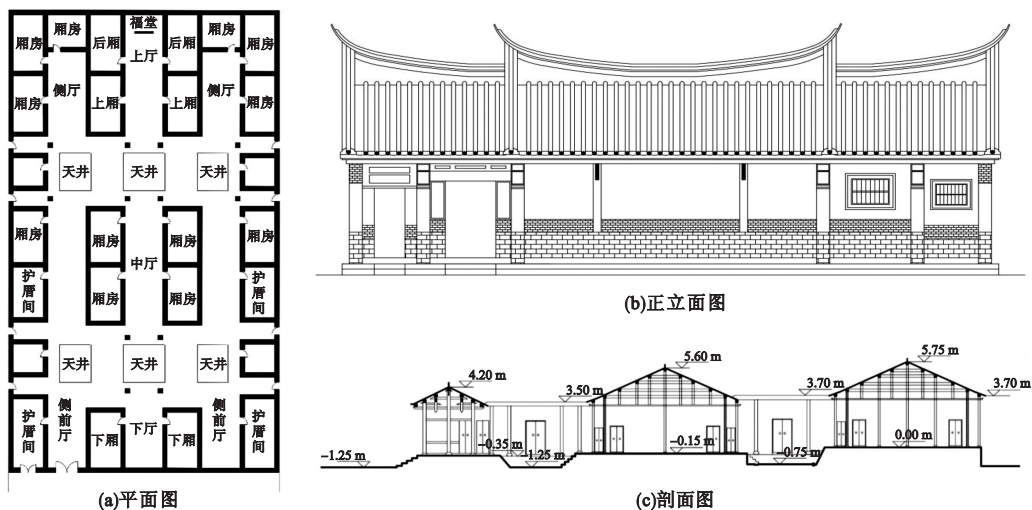 福堂
厢房 厢房 后厢 上厅 后厢 厢房 厢房
侧厅 侧厅
厢房 上厢 上厢 厢房
天井 天井 天井
厢房 厢房 厢房 厢房
中厅
护厝间 厢房 厢房 护厝间
天井 天井 天井
护厝间 侧前厅 下厢 下厅 下厢 侧前厅 护厝间
(a)平面图
(b)正立面图
5.60 m 5.75 m
4.20 m 3.50 m 3.70 m 3.70 m
-0.35 m -0.15 m 0.00 m
-1.25 m -1.25 m -0.75 m
(c)剖面图